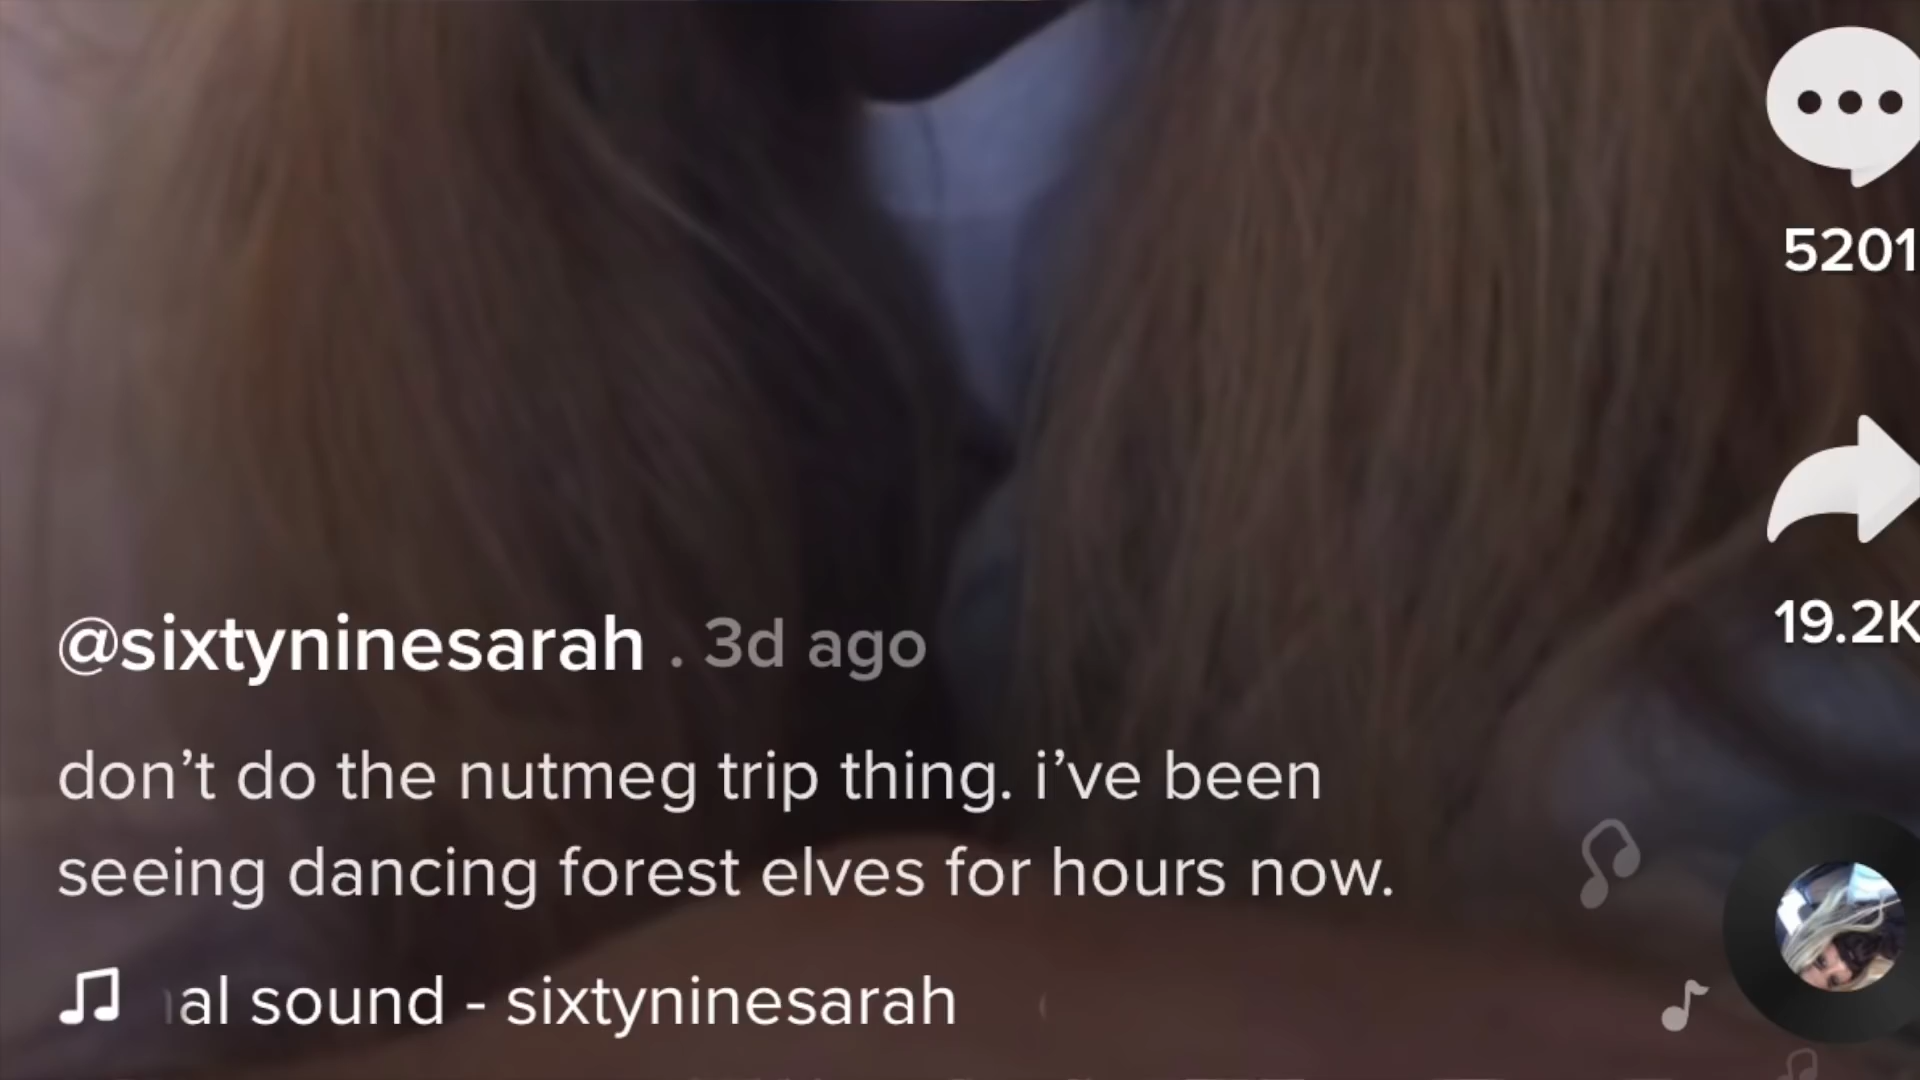 5201
19.2K
@sixtyninesarah . 3d ago
don’t do the nutmeg trip thing. i’ve been
seeing dancing forest elves for hours now.
al sound - sixtyninesarah